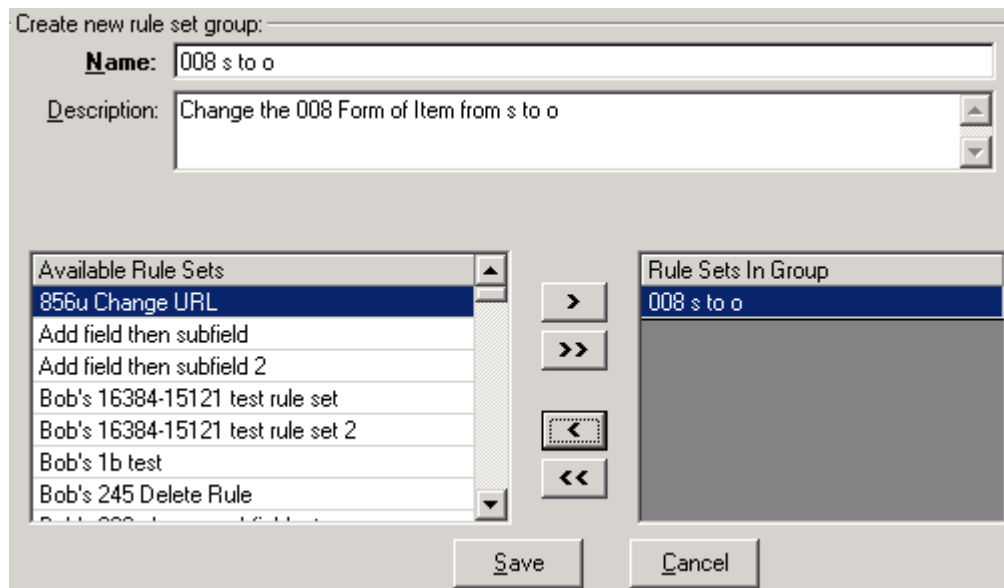 Create new rule set group:
Name: 008 s to o
Description: Change the 008 Form of Item from s to o
Available Rule Sets
856u Change URL
Add field then subfield
Add field then subfield 2
Bob's 16384-15121 test rule set
Bob's 16384-15121 test rule set 2
Bob's 1b test
Bob's 245 Delete Rule
>
>>
<
<<
Rule Sets In Group
008 s to o
Save
Cancel